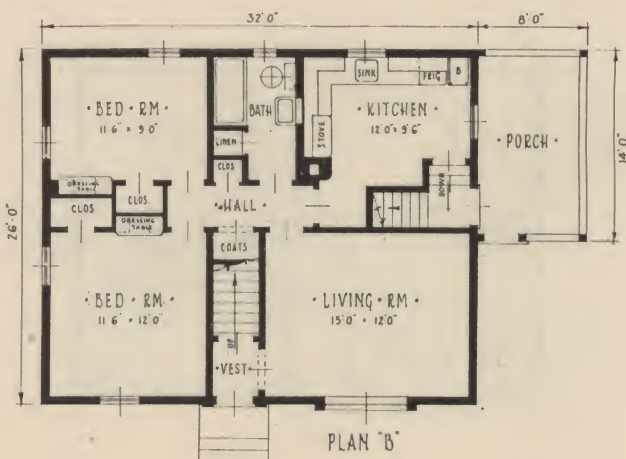 32'-0"
8'-0"
26'-0"
14'-0"
• BED • RM •
11'6" × 9'0"
DRESSING
TABLE
CLOS
CLOS.
DRESSING
TABLE
BATH
LINEN
CLOS
• HALL •
COATS
UP
• VEST •
SINK
FRIG
B
STOVE
• KITCHEN •
12'0" × 9'6"
DOWN
• PORCH •
• BED • RM •
11'6" × 12'0"
• LIVING • RM •
15'0" × 12'0"
PLAN "B"